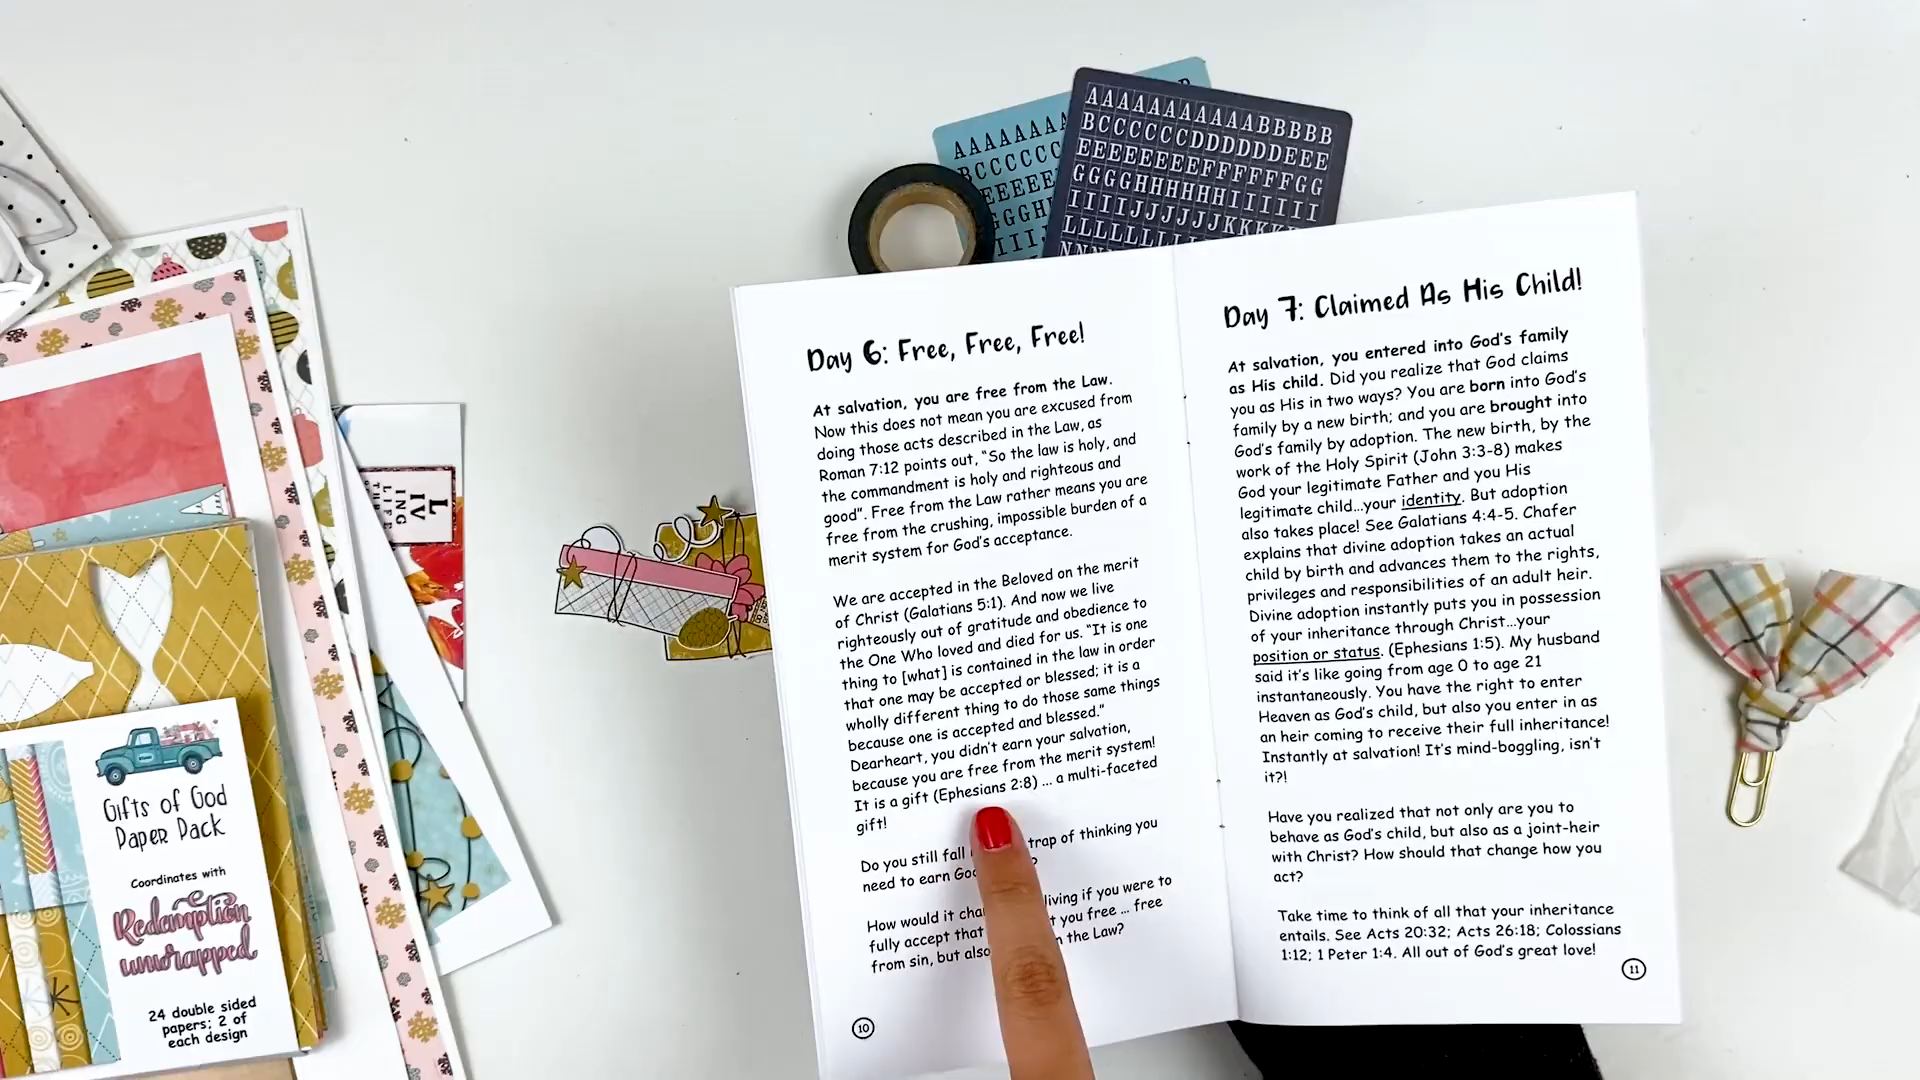 AAAAAAAAAAABBBBB
BCCCCCCDDDDDDDEEE
EEEEEEEEFFFFFFGG
GGGGHHHHHHIIIIII
IIIIJJJJJJKKKK
LLLLLLL
NNN
AAAAAAA
BCCCCCC
EEEEE
GGGH
IIIJ
Day 6: Free, Free, Free!
At salvation, you are free from the Law.
Now this does not mean you are excused from
doing those acts described in the Law, as
Roman 7:12 points out, "So the law is holy, and
the commandment is holy and righteous and
good". Free from the Law rather means you are
free from the crushing, impossible burden of a
merit system for God's acceptance.
We are accepted in the Beloved on the merit
of Christ (Galatians 5:1). And now we live
righteously out of gratitude and obedience to
the One Who loved and died for us. "It is one
thing to [what] is contained in the law in order
that one may be accepted or blessed; it is a
wholly different thing to do those same things
because one is accepted and blessed."
Dearheart, you didn't earn your salvation,
because you are free from the merit system!
It is a gift (Ephesians 2:8) ... a multi-faceted
gift!
Do you still fall trap of thinking you
need to earn
How would it living if you were to
fully accept that you free ... free
from sin, but also the Law?
10
Day 7: Claimed As His Child!
At salvation, you entered into God's family
as His child. Did you realize that God claims
you as His in two ways? You are born into God's
family by a new birth; and you are brought into
God's family by adoption. The new birth, by the
work of the Holy Spirit (John 3:3-8) makes
God your legitimate Father and you His
legitimate child...your identity. But adoption
also takes place! See Galatians 4:4-5. Chafer
explains that divine adoption takes an actual
child by birth and advances them to the rights,
privileges and responsibilities of an adult heir.
Divine adoption instantly puts you in possession
of your inheritance through Christ...your
position or status. (Ephesians 1:5). My husband
said it's like going from age 0 to age 21
instantaneously. You have the right to enter
Heaven as God's child, but also you enter in as
an heir coming to receive their full inheritance!
Instantly at salvation! It's mind-boggling, isn't
it?!
Have you realized that not only are you to
behave as God's child, but also as a joint-heir
with Christ? How should that change how you
act?
Take time to think of all that your inheritance
entails. See Acts 20:32; Acts 26:18; Colossians
1:12; 1 Peter 1:4. All out of God's great love!
11
L
IV
ING
LIFE
Gifts of God
Paper Pack
Coordinates with
Redemption
unwrapped
24 double sided
papers; 2 of
each design